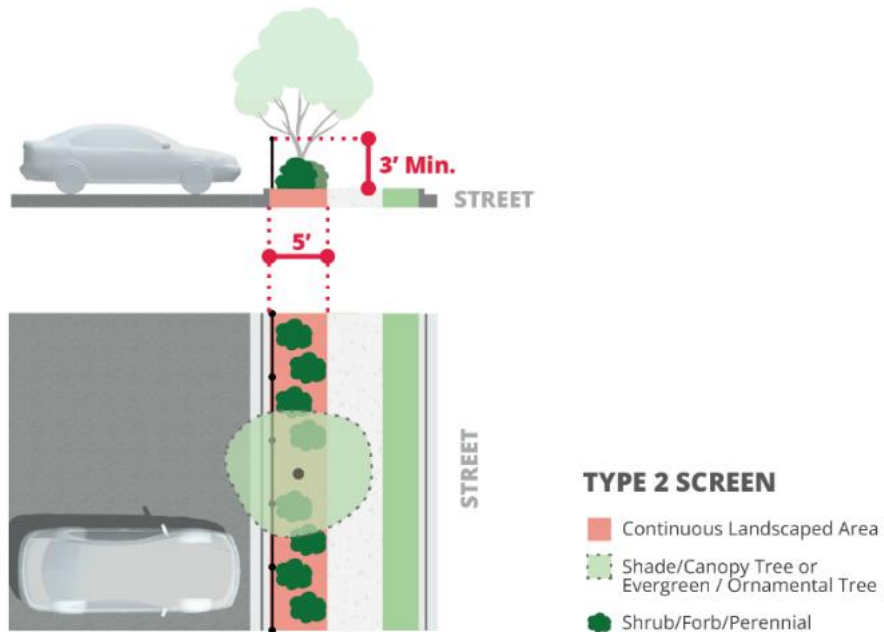 3’ Min.
STREET
5’
STREET
TYPE 2 SCREEN
Continuous Landscaped Area
Shade/Canopy Tree or
Evergreen / Ornamental Tree
Shrub/Forb/Perennial